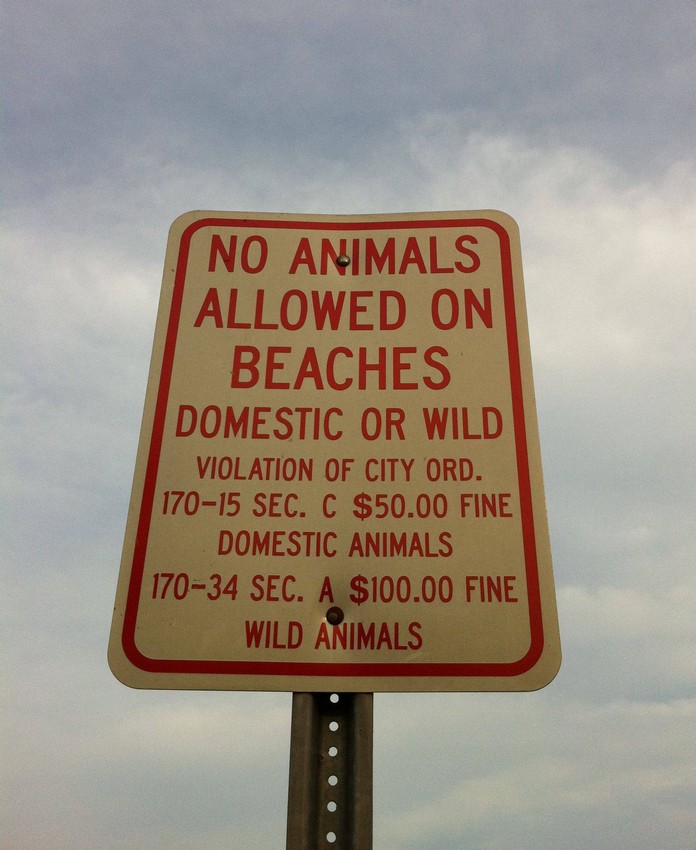 NO ANIMALS
ALLOWED ON
BEACHES
DOMESTIC OR WILD
VIOLATION OF CITY ORD.
170-15 SEC. C $50.00 FINE
DOMESTIC ANIMALS
170-34 SEC. A $100.00 FINE
WILD ANIMALS